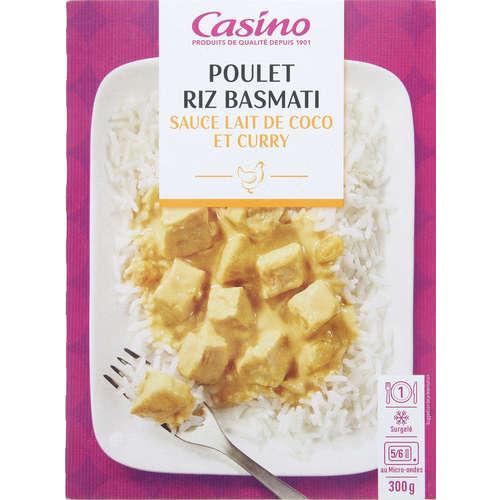 Casino
PRODUITS DE QUALITÉ DEPUIS 1901
POULET
RIZ BASMATI
SAUCE LAIT DE COCO
ET CURRY
1
Surgelé
5/6
au Micro-ondes
300g